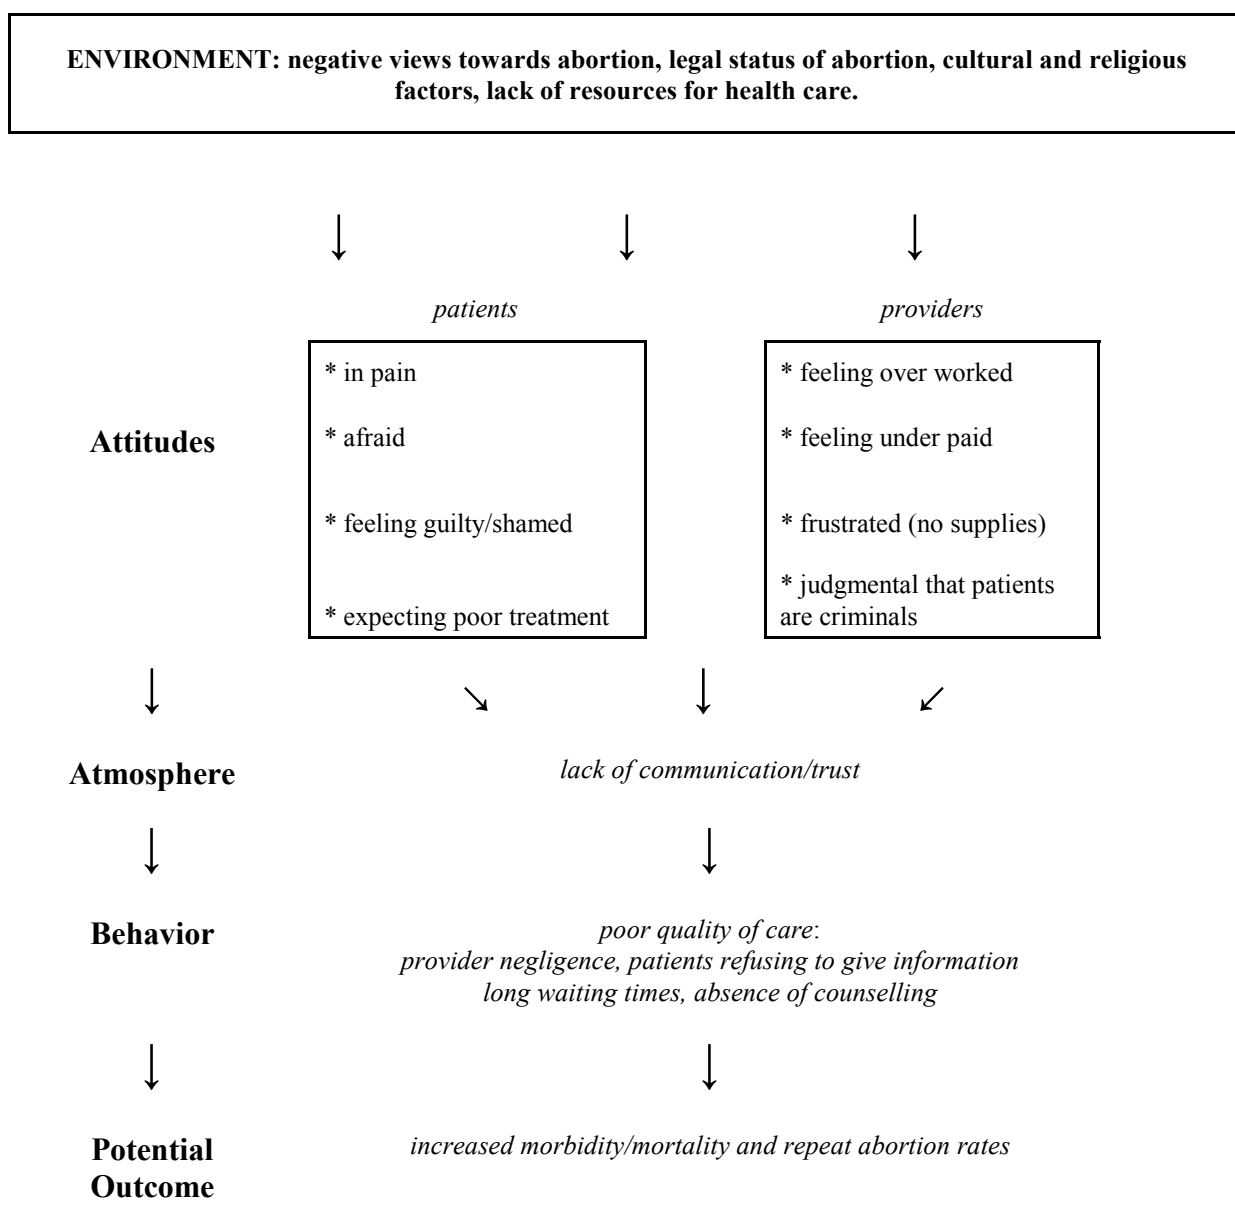 ENVIRONMENT: negative views towards abortion, legal status of abortion, cultural and religious
factors, lack of resources for health care.
↓ ↓ ↓
patients
providers
Attitudes
* in pain
* afraid
* feeling guilty/shamed
* expecting poor treatment
* feeling over worked
* feeling under paid
* frustrated (no supplies)
* judgmental that patients
are criminals
↓ ↘ ↓ ↙
Atmosphere
lack of communication/trust
↓ ↓
Behavior
poor quality of care:
provider negligence, patients refusing to give information
long waiting times, absence of counselling
↓ ↓
Potential
Outcome
increased morbidity/mortality and repeat abortion rates